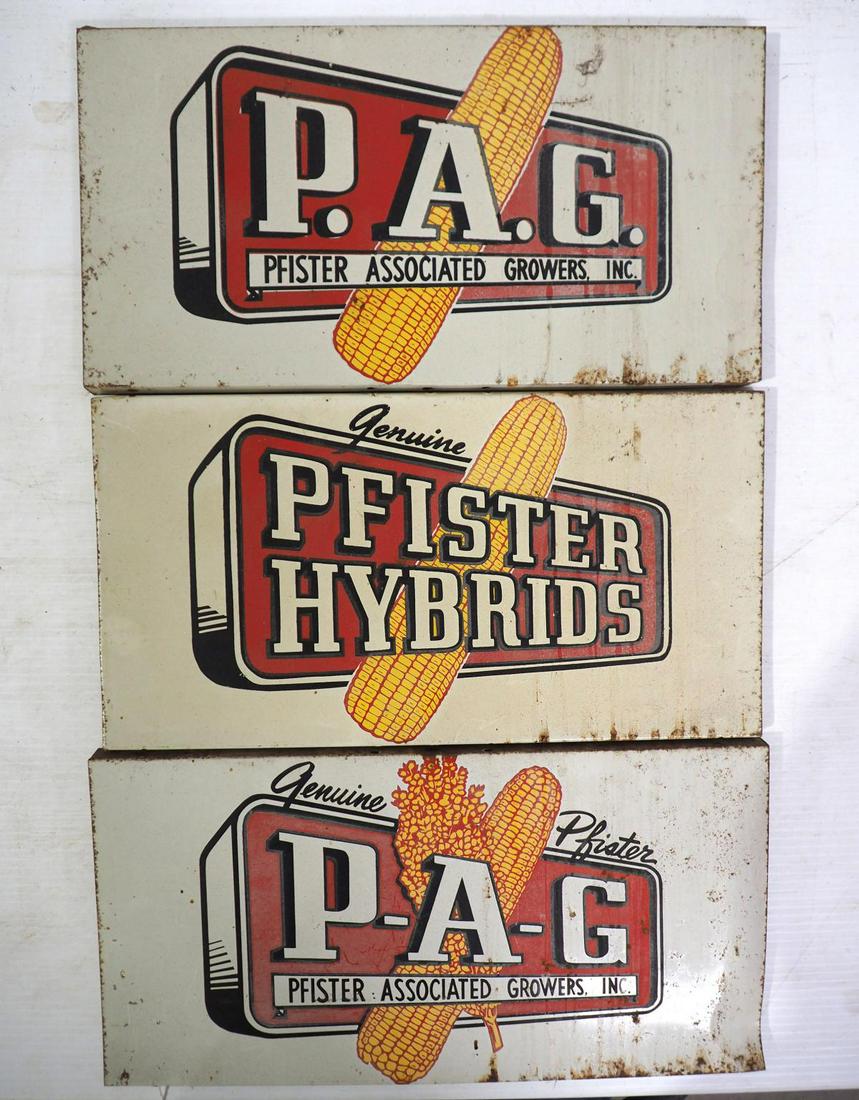 P.A.G.
PFISTER ASSOCIATED GROWERS, INC.
Genuine
PFISTER
HYBRIDS
Genuine Pfister
P-A-G
PFISTER ASSOCIATED GROWERS, INC.